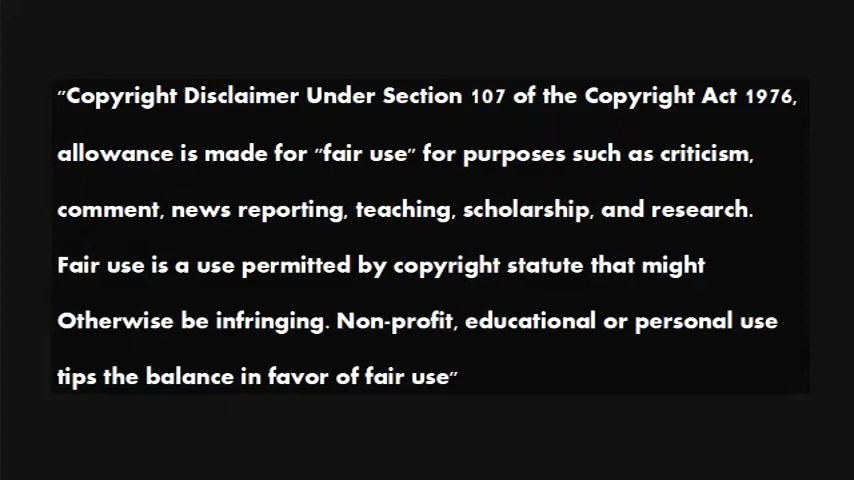 "Copyright Disclaimer Under Section 107 of the Copyright Act 1976,
allowance is made for "fair use" for purposes such as criticism,
comment, news reporting, teaching, scholarship, and research.
Fair use is a use permitted by copyright statute that might
Otherwise be infringing. Non-profit, educational or personal use
tips the balance in favor of fair use"